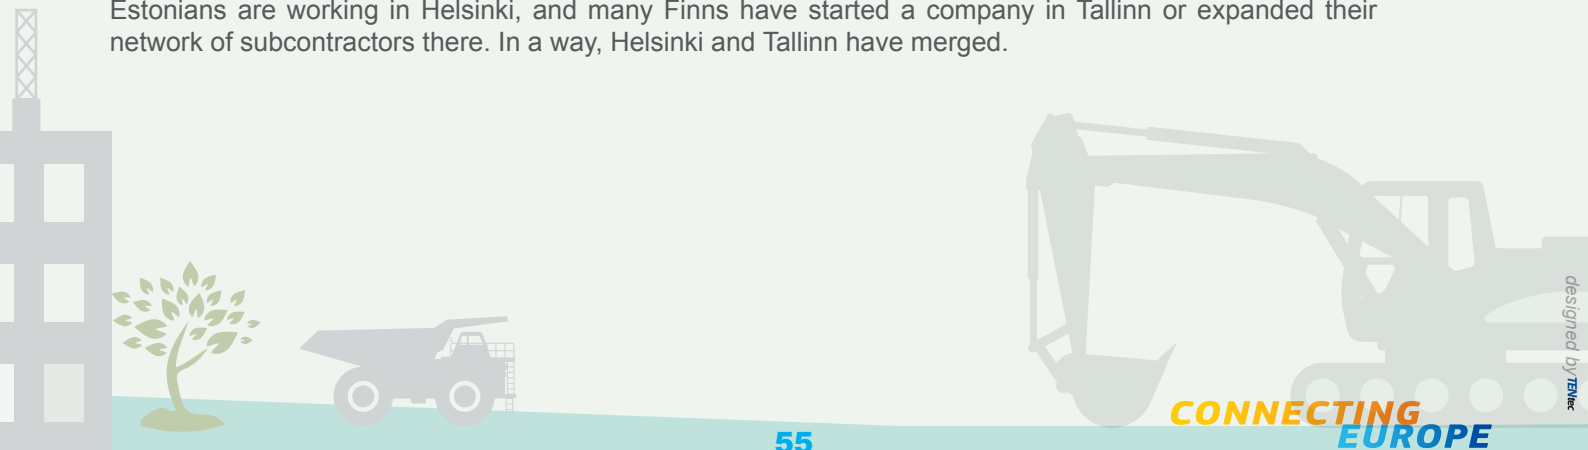 Estonians are working in Helsinki, and many Finns have started a company in Tallinn or expanded their
network of subcontractors there. In a way, Helsinki and Tallinn have merged.
designed by TENtec
CONNECTING
EUROPE
55